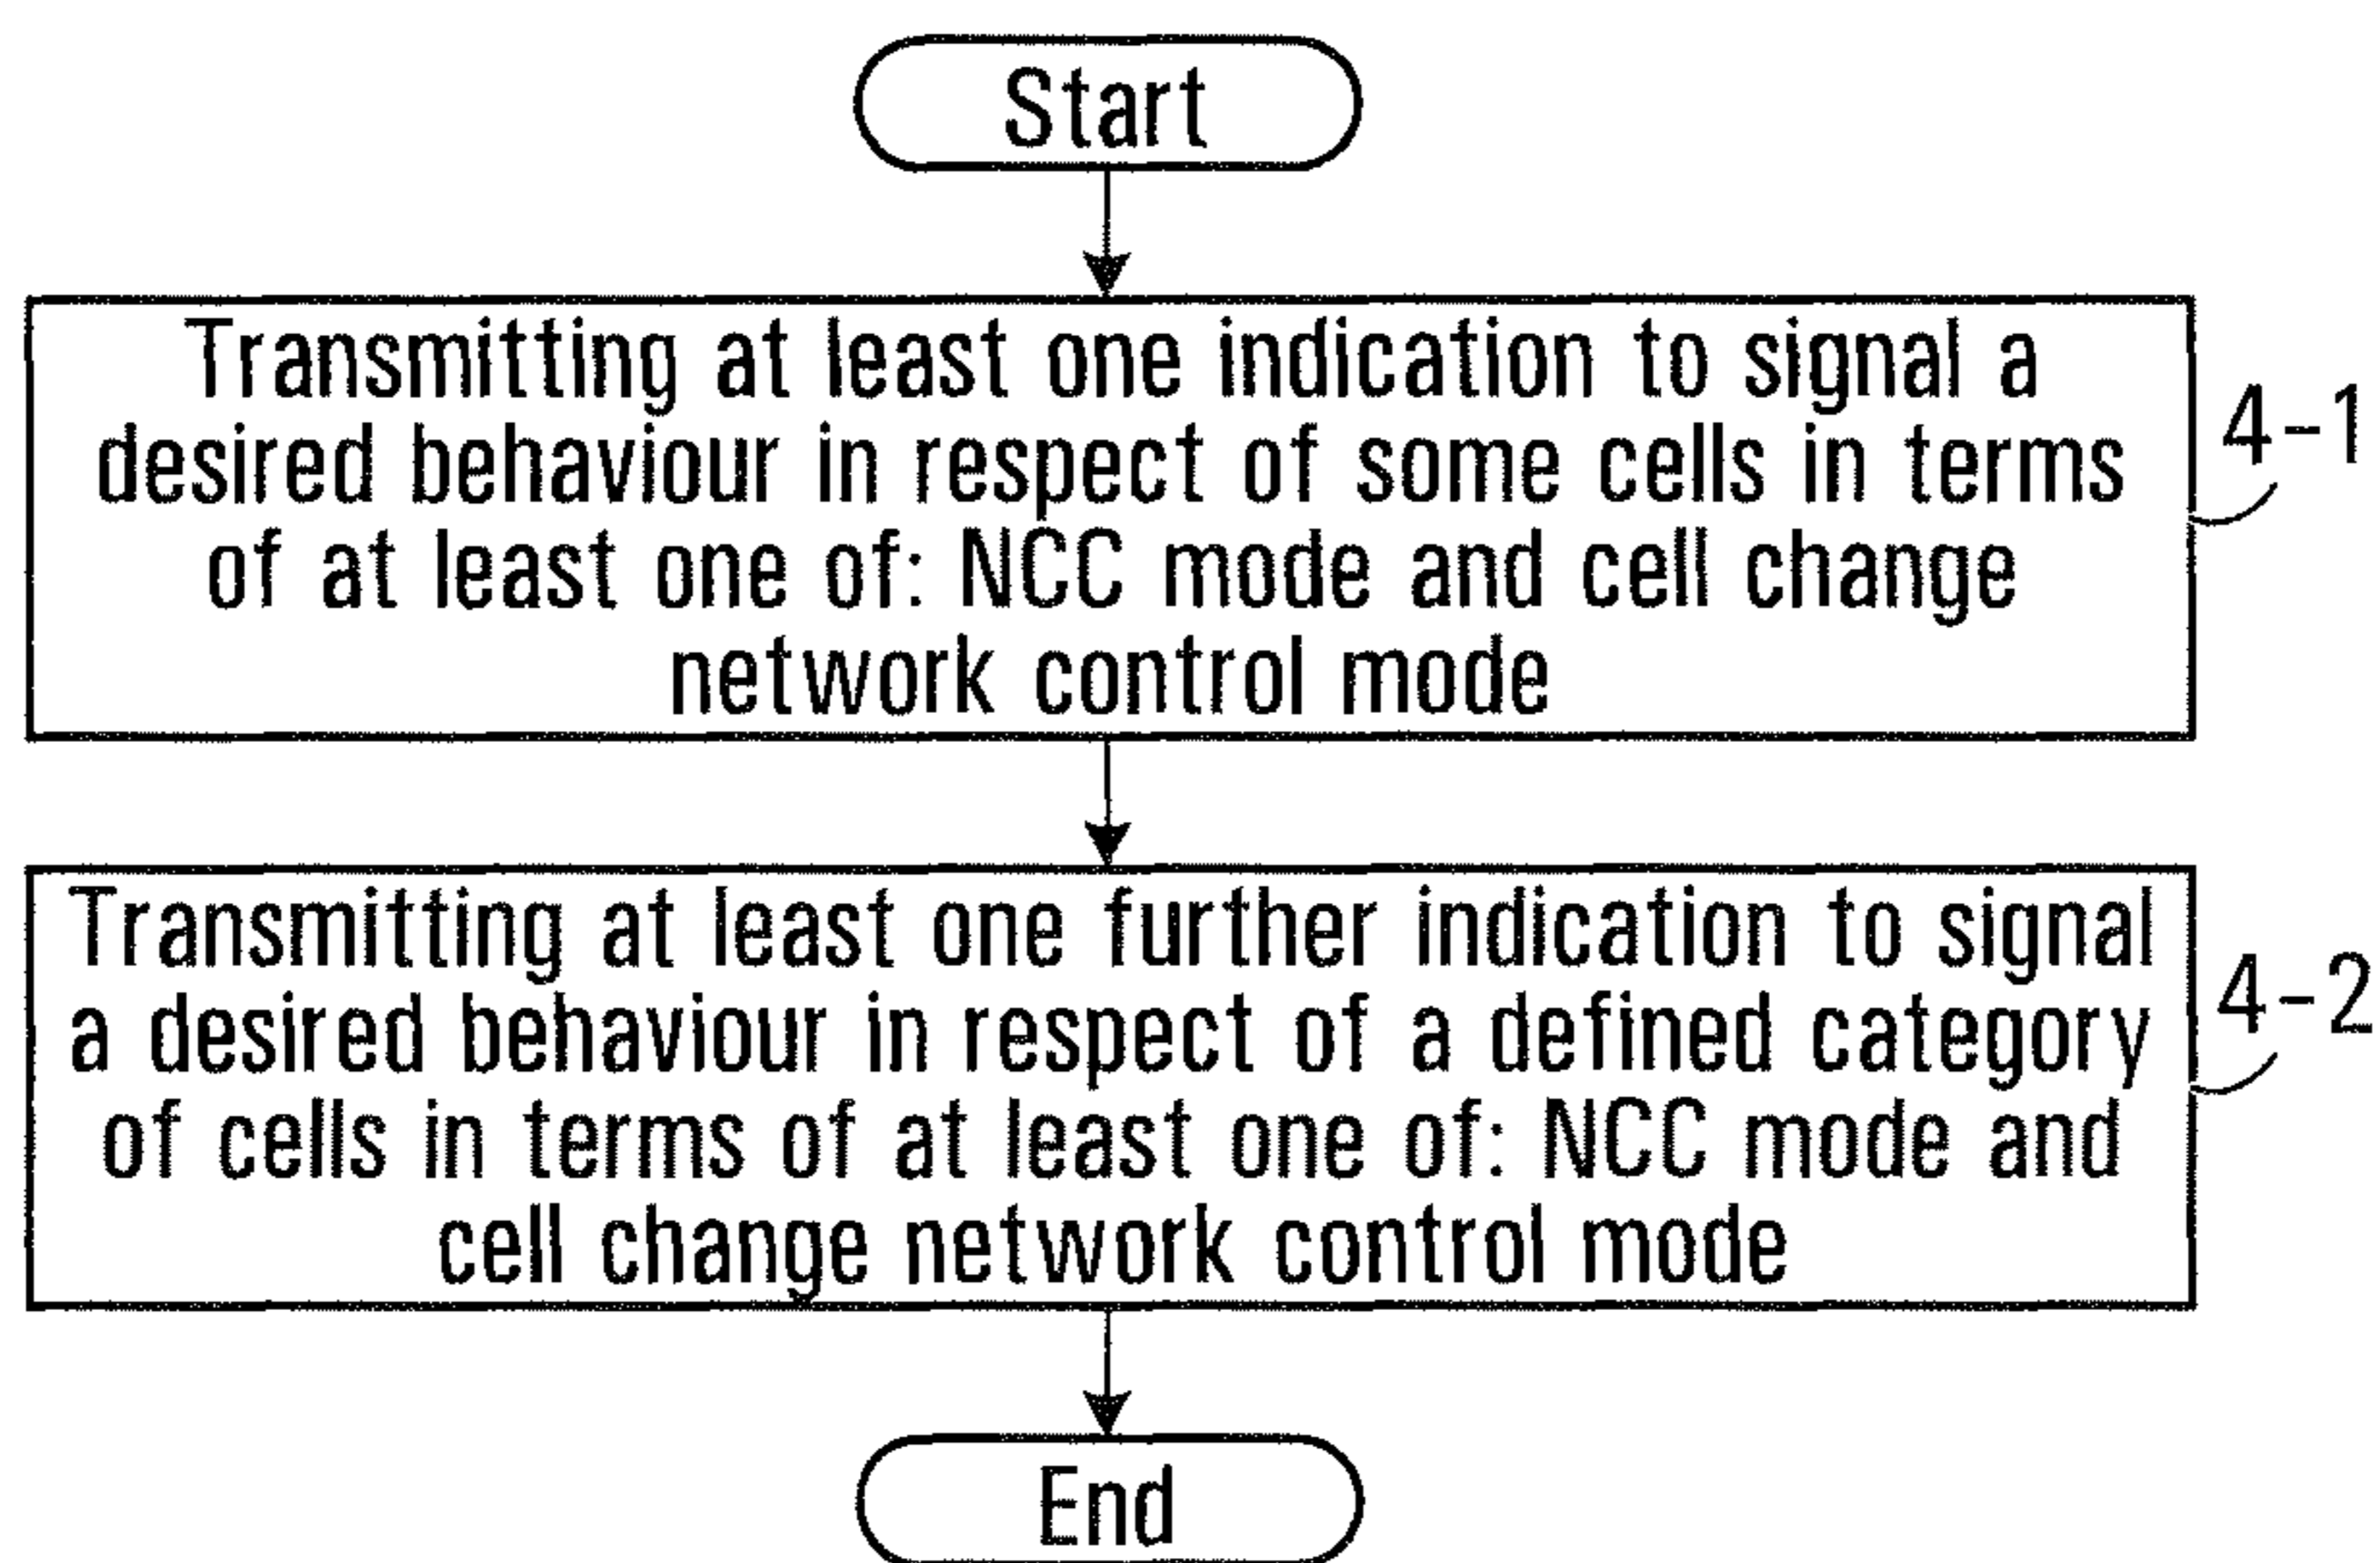 Start
Transmitting at least one indication to signal a
desired behaviour in respect of some cells in terms
of at least one of: NCC mode and cell change
network control mode
4-1
Transmitting at least one further indication to signal
a desired behaviour in respect of a defined category
of cells in terms of at least one of: NCC mode and
cell change network control mode
4-2
End